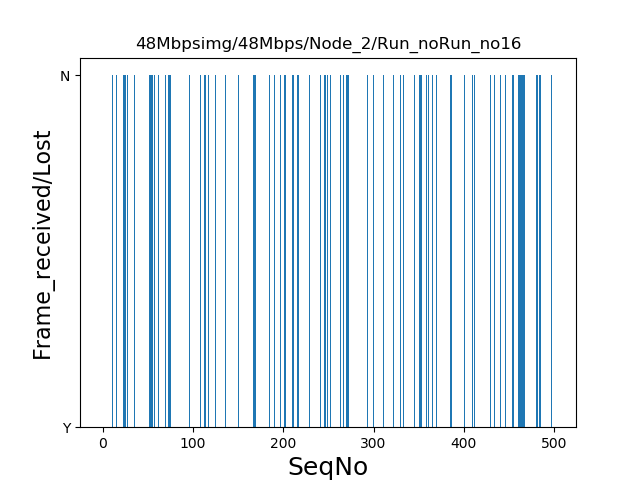 48Mbpsimg/48Mbps/Node_2/Run_noRun_no16
N
Frame_received/Lost
Y
0 100 200 300 400 500
SeqNo